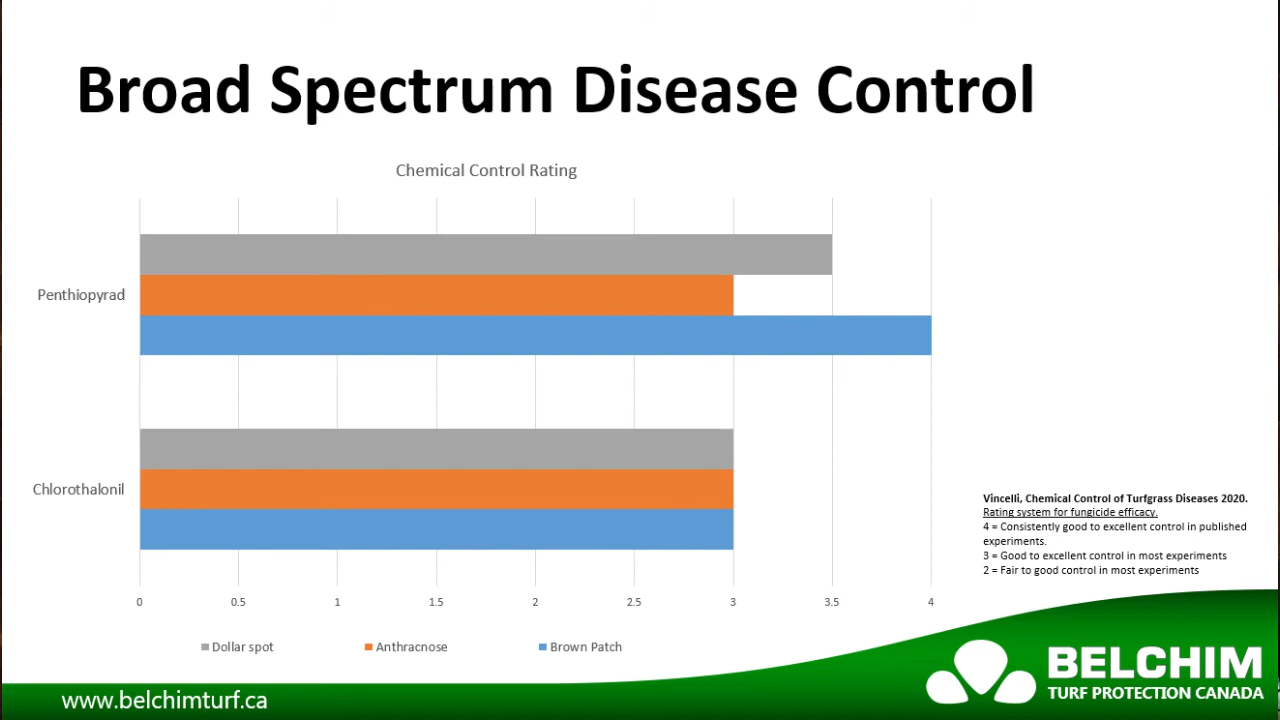 Broad Spectrum Disease Control
Chemical Control Rating
Penthiopyrad
Chlorothalonil
0 0.5 1 1.5 2 2.5 3 3.5 4
Dollar spot Anthracnose Brown Patch
Vincelli, Chemical Control of Turfgrass Diseases 2020.
Rating system for fungicide efficacy.
4 = Consistently good to excellent control in published
experiments.
3 = Good to excellent control in most experiments
2 = Fair to good control in most experiments
www.belchimturf.ca
BELCHIM
TURF PROTECTION CANADA